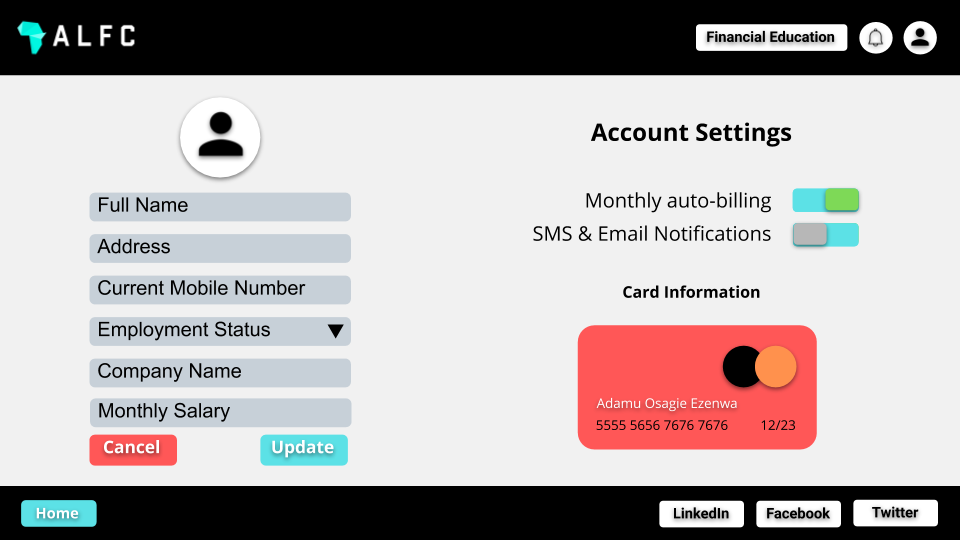 ALFC
Financial Education
Full Name
Address
Current Mobile Number
Employment Status
Company Name
Monthly Salary
Cancel
Update
Account Settings
Monthly auto-billing
SMS & Email Notifications
Card Information
Adamu Osagie Ezenwa
5555 5656 7676 7676 12/23
Home
LinkedIn
Facebook
Twitter